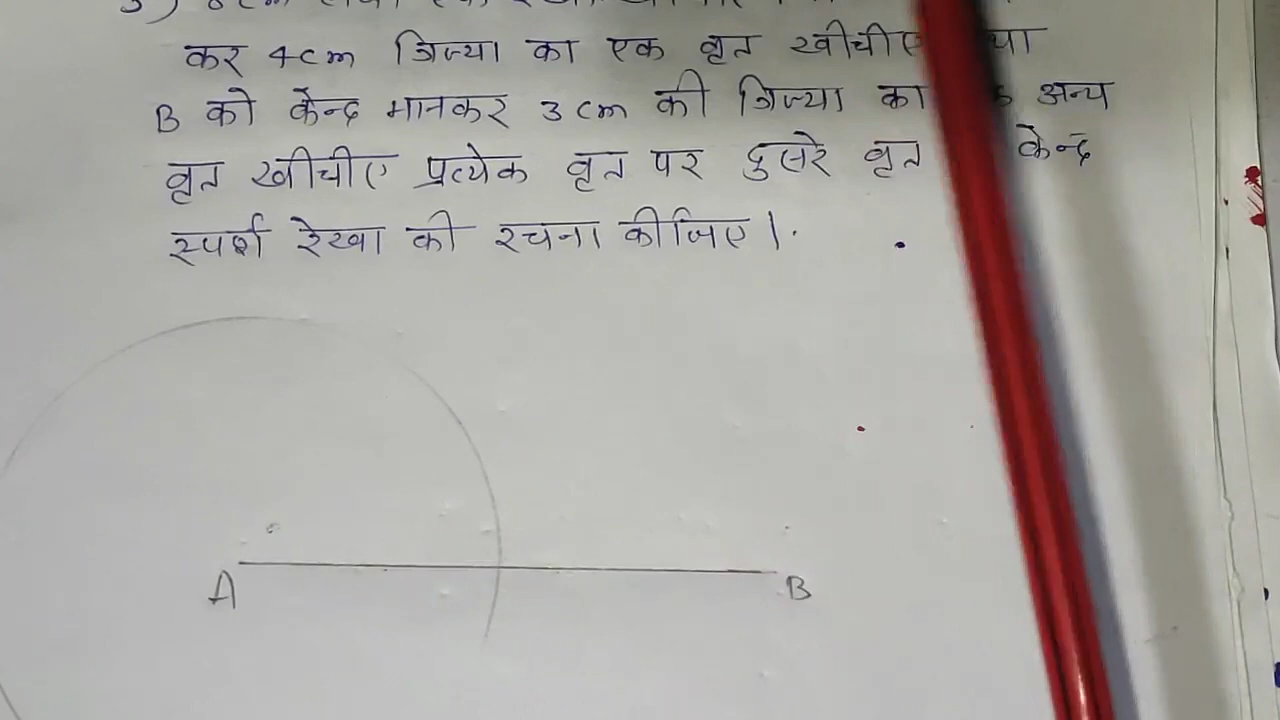 कर 4cm त्रिज्या का एक वृत खीचीए
B को केन्द्र मानकर 3cm की त्रिज्या का अन्य
वृत खीचीए प्रत्येक वृत पर दुसरे वृत केन्द्र
स्पर्श रेखा की रचना कीजिए।
A
B